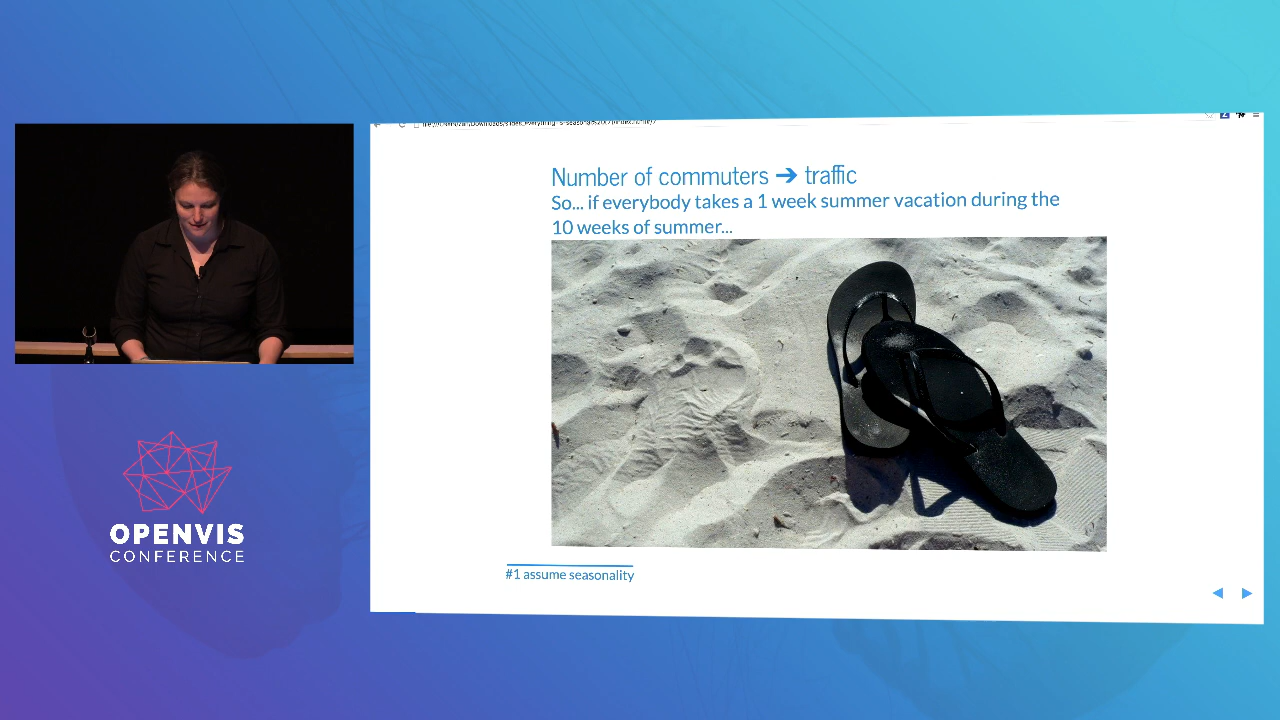 Number of commuters ➔ traffic
So... if everybody takes a 1 week summer vacation during the
10 weeks of summer...
#1 assume seasonality
OPENVIS
CONFERENCE